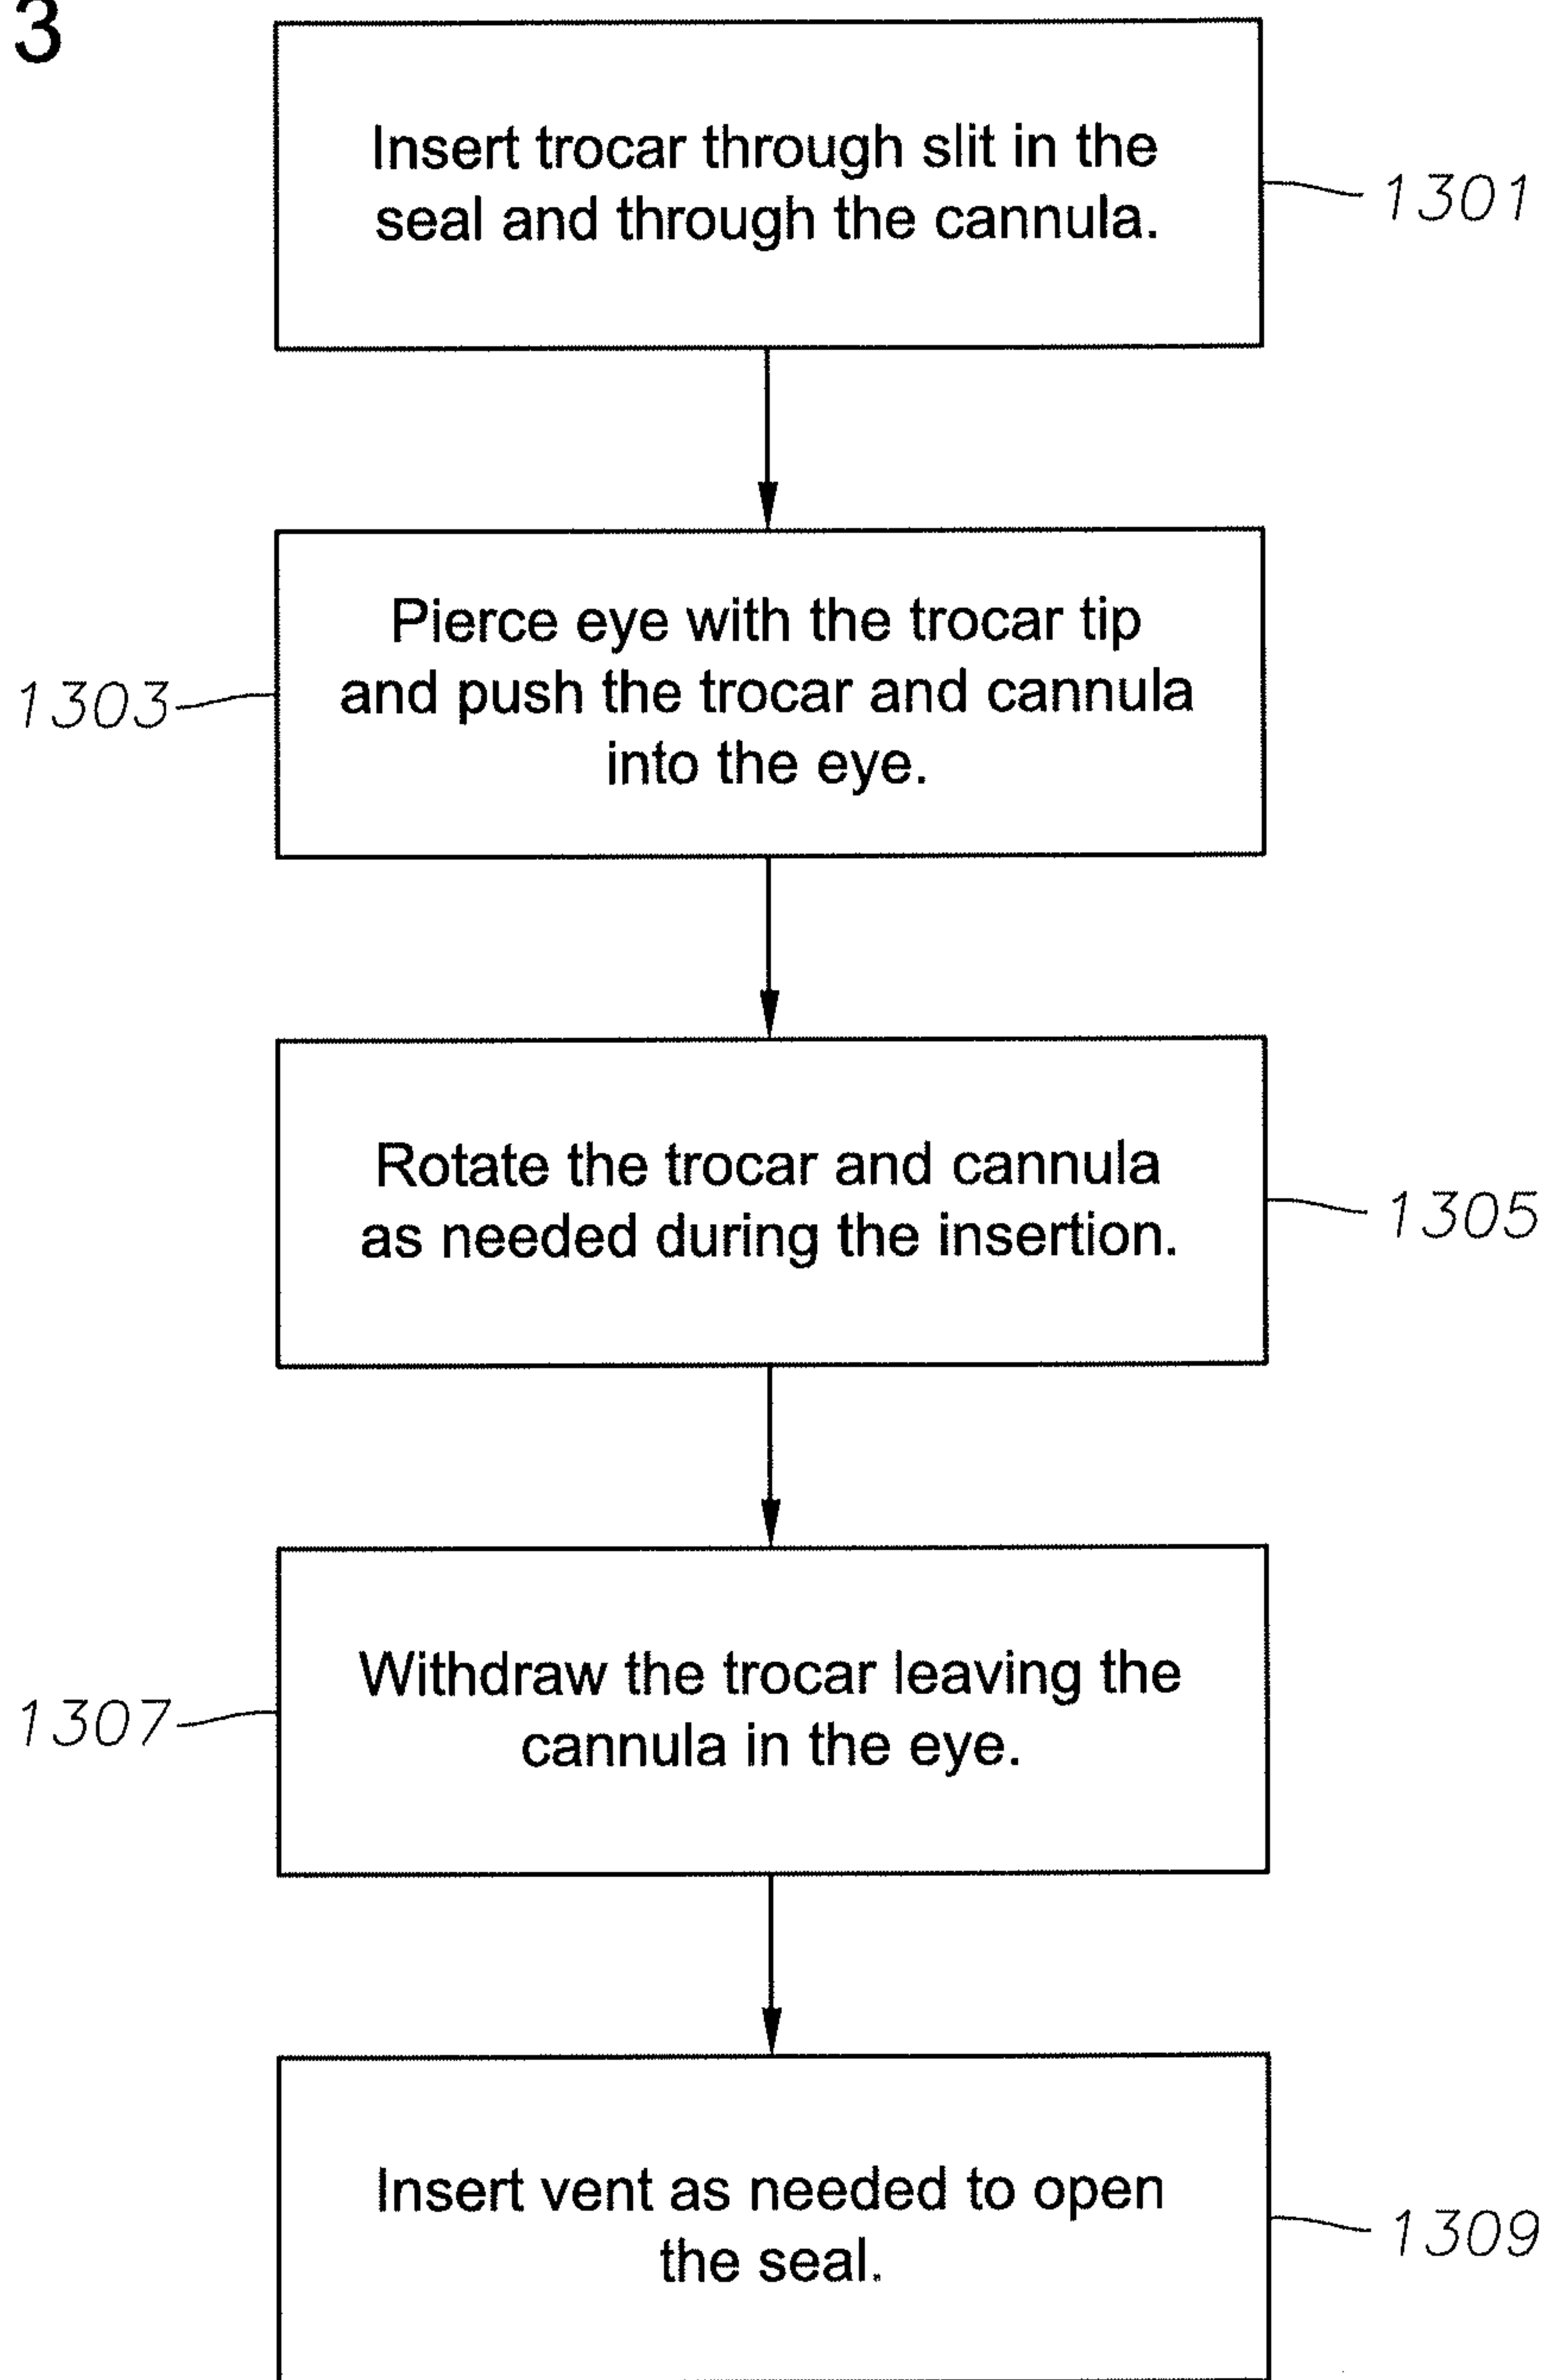 3
Insert trocar through slit in the
seal and through the cannula.
1301
Pierce eye with the trocar tip
and push the trocar and cannula
into the eye.
1303
Rotate the trocar and cannula
as needed during the insertion.
1305
Withdraw the trocar leaving the
cannula in the eye.
1307
Insert vent as needed to open
the seal.
1309